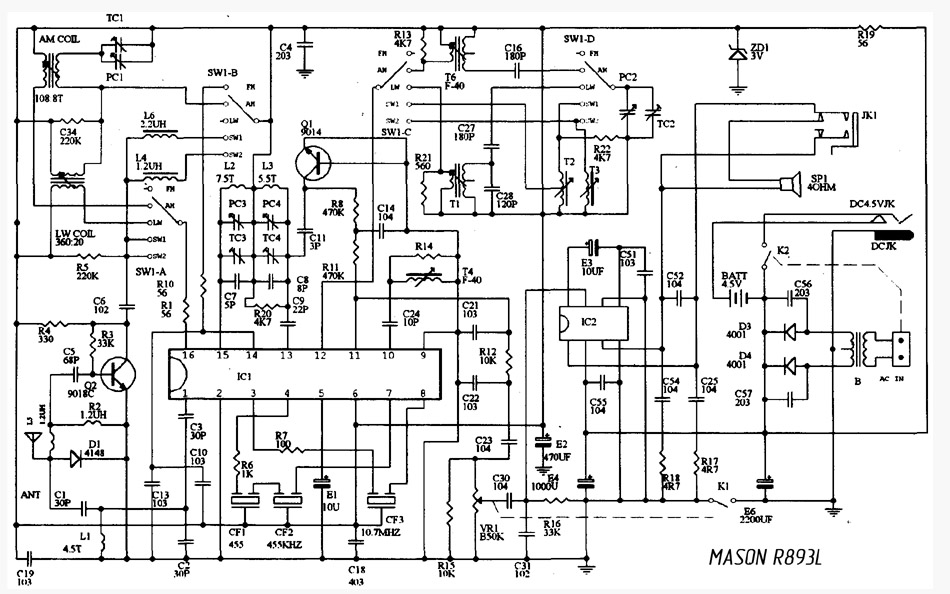 TC1
AM COIL
PC1
108 8T
SW1-B
FM
AM
LW
SW1
SW2
C4
203
R13
4K7
FM
AM
LW
SW1
SW2
SW1-C
T6
F-40
C16
180P
SW1-D
FM
AM
LW
SW1
SW2
PC2
TC2
ZD1
3V
R19
56
C34
220K
L6
2.2UH
L4
1.2UH
Q1
9014
C27
180P
R21
560
T1
C28
120P
R22
4K7
T2
T3
JK1
SP1
4OHM
LW COIL
360:20
FM
AM
LW
SW1
SW2
SW1-A
R5
220K
L2
7.5T
L3
5.5T
PC3
PC4
TC3
TC4
C7
5P
C8
8P
R20
4K7
C9
22P
C11
3P
R8
470K
C14
104
R11
470K
R14
T4
F-40
DC4.5VJK
DCJK
K2
BATT
4.5V
C56
203
E3
10UF
C51
103
C52
104
IC2
D3
4001
D4
4001
B
AC IN
C57
203
C6
102
R10
56
R1
56
R4
330
R3
33K
C5
68P
Q2
9018C
R2
1.2UH
L5
1.2UH
D1
4148
ANT
C1
30P
L1
4.5T
C19
103
16
15
14
13
12
11
10
9
IC1
1
2
3
4
5
6
7
8
C24
10P
C21
103
R12
10K
C22
103
C23
104
C3
30P
C10
103
C13
103
C2
30P
R6
1K
R7
100
CF1
455
CF2
455KHZ
E1
10U
CF3
10.7MHZ
C18
403
R15
10K
VR1
B50K
C30
104
C31
102
E2
470UF
E4
1000U
R16
33K
C55
104
C54
104
C25
104
R18
4R7
R17
4R7
K1
E6
2200UF
MASON R893L